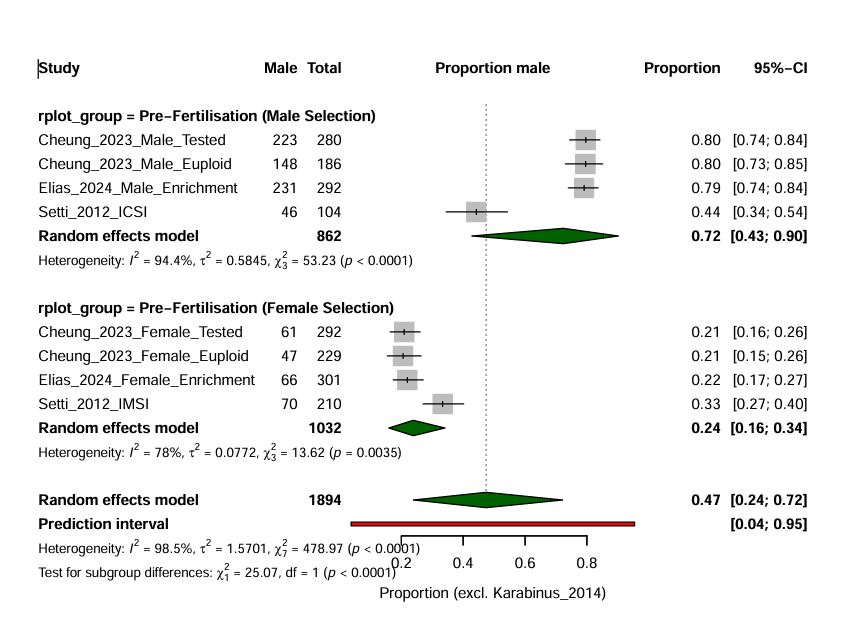 Study Male Total Proportion male Proportion 95%−CI
rplot_group = Pre−Fertilisation (Male Selection)
Cheung_2023_Male_Tested 223 280 0.80 [0.74; 0.84]
Cheung_2023_Male_Euploid 148 186 0.80 [0.73; 0.85]
Elias_2024_Male_Enrichment 231 292 0.79 [0.74; 0.84]
Setti_2012_ICSI 46 104 0.44 [0.34; 0.54]
Random effects model 862 0.72 [0.43; 0.90]
Heterogeneity: I² = 94.4%, τ² = 0.5845, χ²₃ = 53.23 (p < 0.0001)
rplot_group = Pre−Fertilisation (Female Selection)
Cheung_2023_Female_Tested 61 292 0.21 [0.16; 0.26]
Cheung_2023_Female_Euploid 47 229 0.21 [0.15; 0.26]
Elias_2024_Female_Enrichment 66 301 0.22 [0.17; 0.27]
Setti_2012_IMSI 70 210 0.33 [0.27; 0.40]
Random effects model 1032 0.24 [0.16; 0.34]
Heterogeneity: I² = 78%, τ² = 0.0772, χ²₃ = 13.62 (p = 0.0035)
Random effects model 1894 0.47 [0.24; 0.72]
Prediction interval [0.04; 0.95]
Heterogeneity: I² = 98.5%, τ² = 1.5701, χ²₇ = 478.97 (p < 0.0001)
0.2 0.4 0.6 0.8
Test for subgroup differences: χ²₁ = 25.07, df = 1 (p < 0.0001)
Proportion (excl. Karabinus_2014)